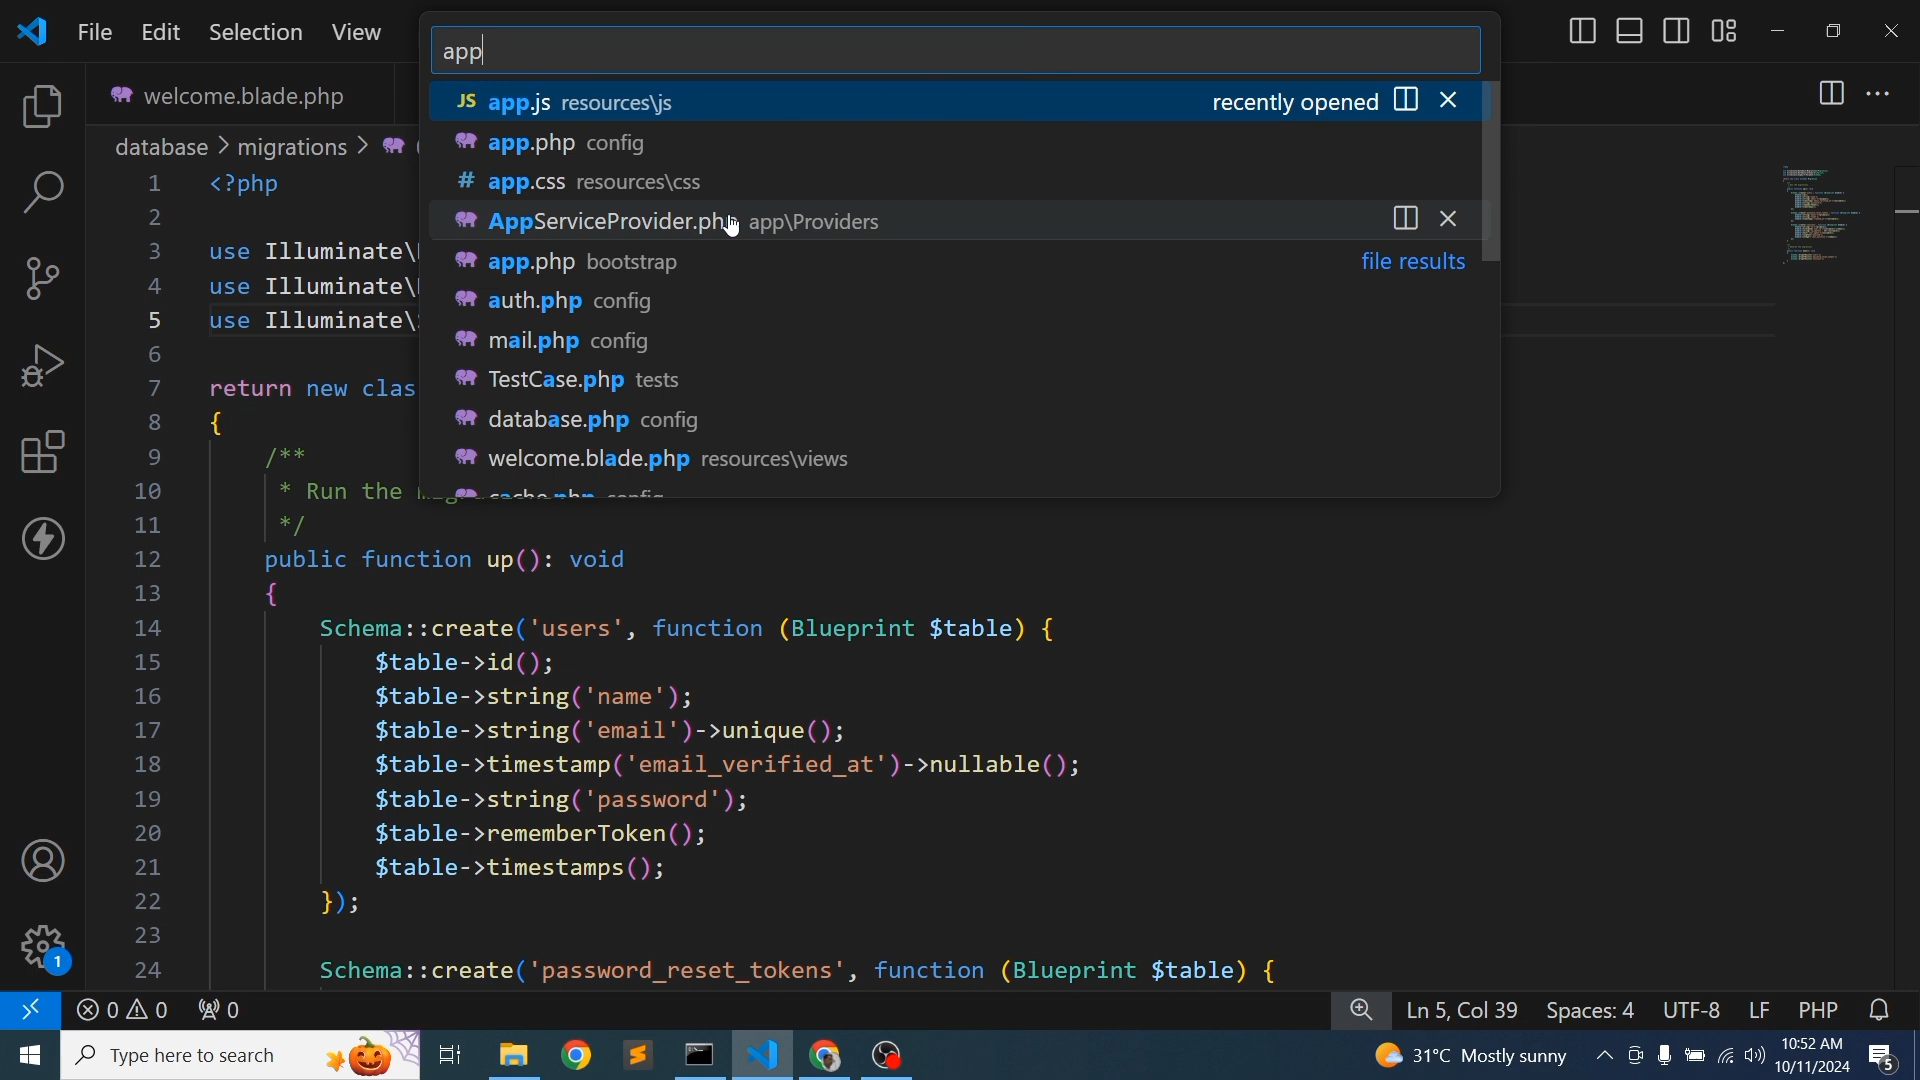 File Edit Selection View
app
welcome.blade.php
JS app.js resources\js recently opened
app.php config
# app.css resources\css
AppServiceProvider.php app\Providers
app.php bootstrap file results
auth.php config
mail.php config
TestCase.php tests
database.php config
welcome.blade.php resources\views
cache.php config
database > migrations >
1 <?php
2
3 use Illuminate\
4 use Illuminate\
5 use Illuminate\
6
7 return new clas
8 {
9 /**
10 * Run the
11 */
12 public function up(): void
13 {
14 Schema::create('users', function (Blueprint $table) {
15 $table->id();
16 $table->string('name');
17 $table->string('email')->unique();
18 $table->timestamp('email_verified_at')->nullable();
19 $table->string('password');
20 $table->rememberToken();
21 $table->timestamps();
22 });
23
24 Schema::create('password_reset_tokens', function (Blueprint $table) {
1
0 0 0 Ln 5, Col 39 Spaces: 4 UTF-8 LF PHP
Type here to search 31°C Mostly sunny 10:52 AM
10/11/2024 5